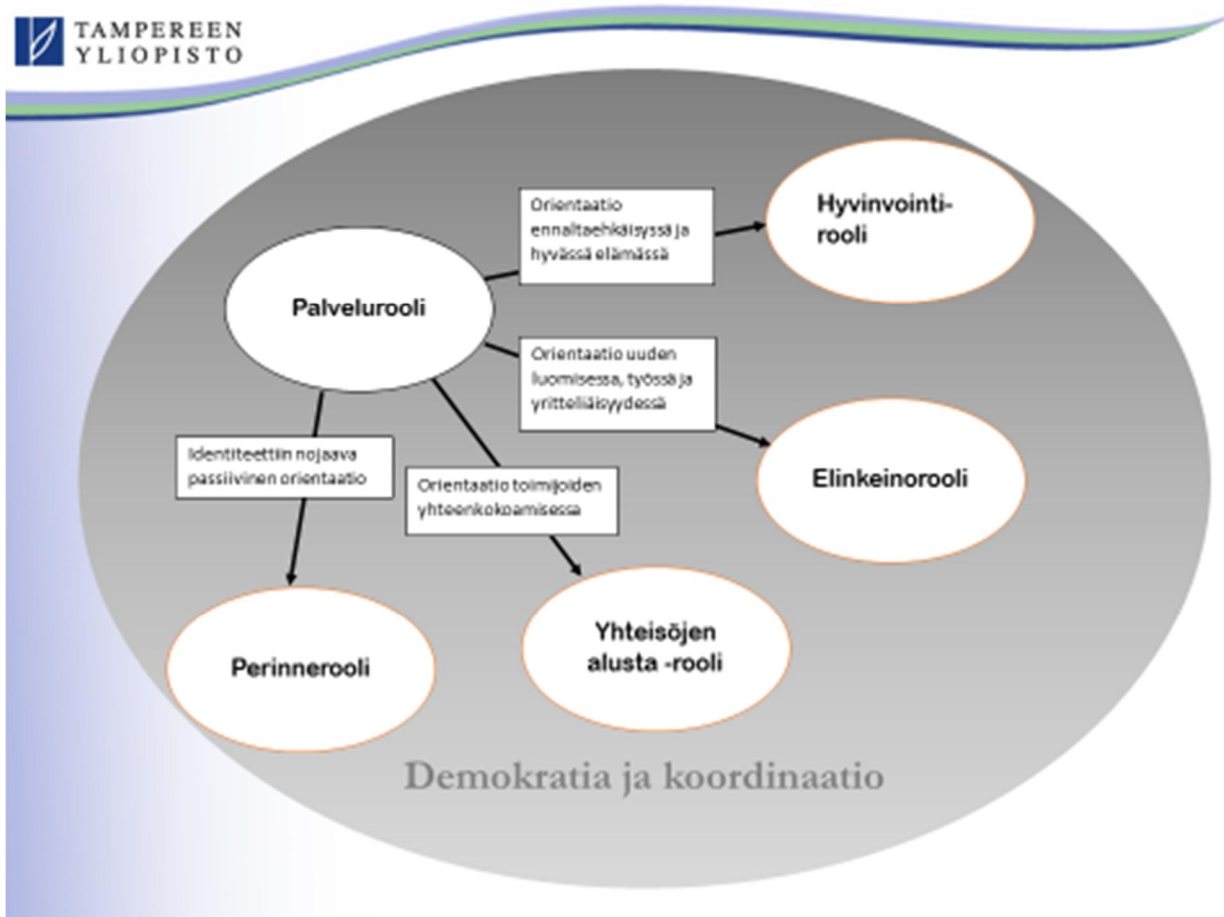 TAMPEREEN
YLIOPISTO
Orientaatio
ennaltaehkäisyssä ja
hyvässä elämässä
Hyvinvointi-
rooli
Palvelurooli
Orientaatio uuden
luomisessa, työssä ja
yritteliäisyydessä
Identiteettiin nojaava
passiivinen orientaatio
Orientaatio toimijoiden
yhteenkokoamisessa
Elinkeinorooli
Perinnerooli
Yhteisöjen
alusta -rooli
Demokratia ja koordinaatio